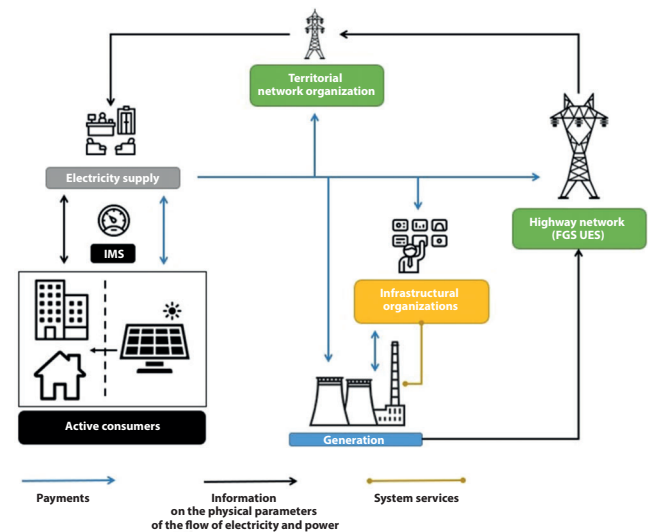 Territorial
network organization
Electricity supply
Highway network
(FGS UES)
IMS
Infrastructural
organizations
Active consumers
Generation
Payments
Information
on the physical parameters
of the flow of electricity and power
System services